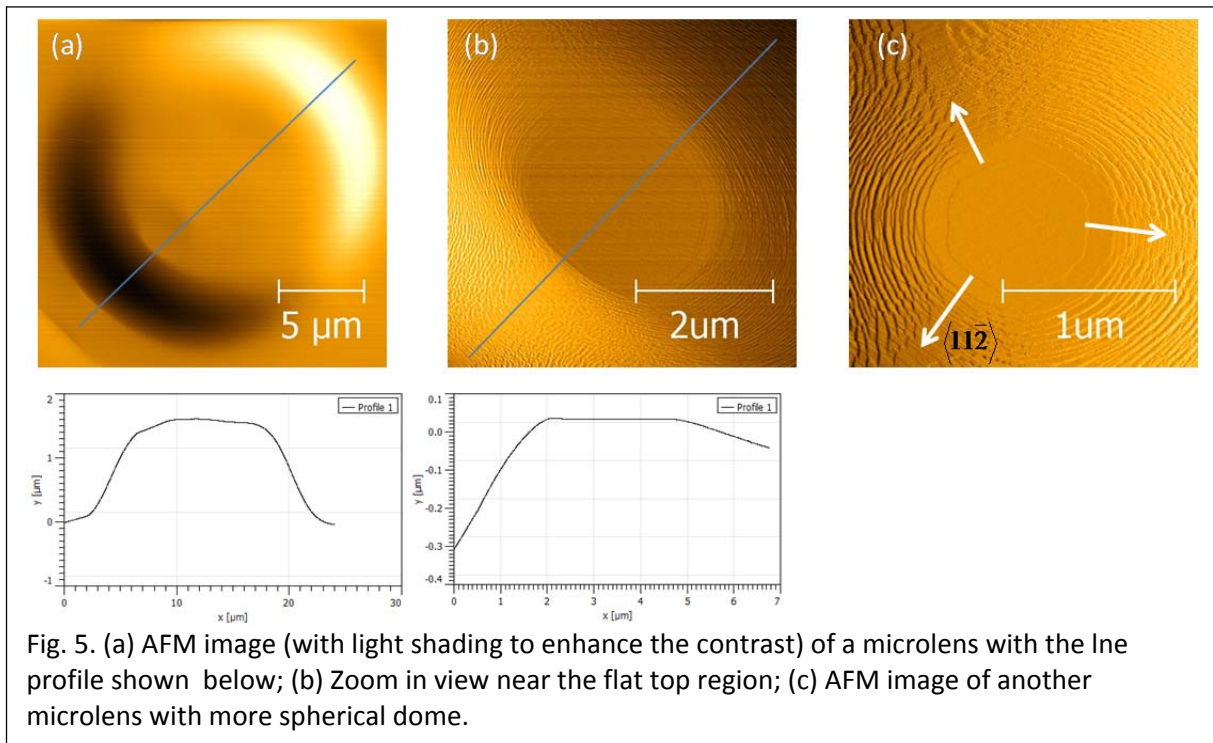 (a)
(b)
(c)
5 µm
2um
1um
⟨112̄⟩
Profile 1
2
1
0
-1
y [µm]
0 10 20 30
x [µm]
Profile 1
0.1
0.0
-0.1
-0.2
-0.3
-0.4
y [µm]
0 1 2 3 4 5 6 7
x [µm]
Fig. 5. (a) AFM image (with light shading to enhance the contrast) of a microlens with the lne
profile shown below; (b) Zoom in view near the flat top region; (c) AFM image of another
microlens with more spherical dome.